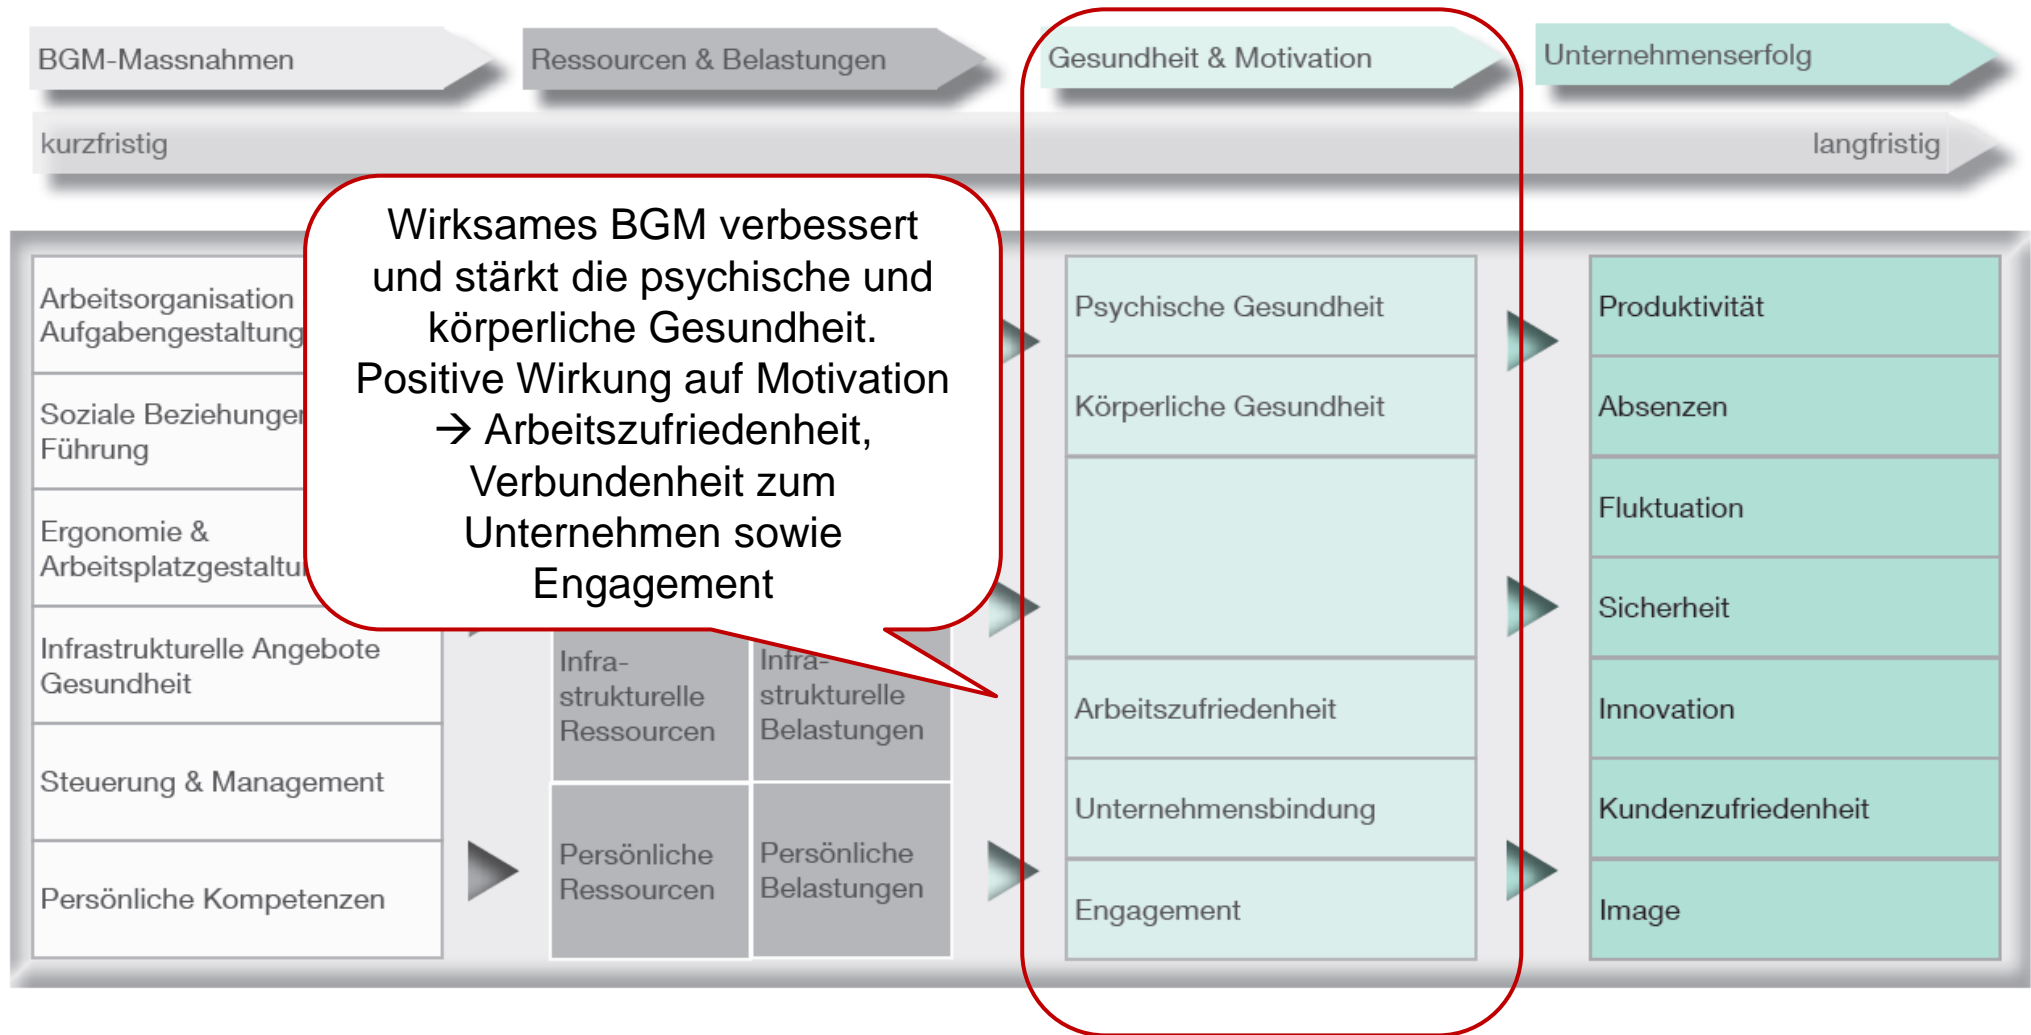 BGM-Massnahmen
Ressourcen & Belastungen
Gesundheit & Motivation
Unternehmenserfolg
kurzfristig
langfristig
Arbeitsorganisation
Aufgabengestaltung
Soziale Beziehungen
Führung
Ergonomie &
Infrastrukturelle Angebote
Gesundheit
Steuerung & Management
Persönliche Kompetenzen
Wirksames BGM verbessert
und stärkt die psychische und
körperliche Gesundheit.
Positive Wirkung auf Motivation
→ Arbeitszufriedenheit,
Verbundenheit zum
Unternehmen sowie
Engagement
Infra-
strukturelle
Ressourcen
Infra-
strukturelle
Belastungen
Persönliche
Ressourcen
Persönliche
Belastungen
Psychische Gesundheit
Körperliche Gesundheit
Arbeitszufriedenheit
Unternehmensbindung
Engagement
Produktivität
Absenzen
Fluktuation
Sicherheit
Innovation
Kundenzufriedenheit
Image